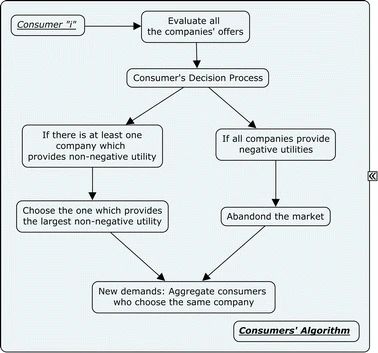 Consumer "i"
Evaluate all
the companies' offers
Consumer's Decision Process
If there is at least one
company which
provides non-negative utility
If all companies provide
negative utilities
Choose the one which provides
the largest non-negative utility
Abandond the market
New demands: Aggregate consumers
who choose the same company
Consumers' Algorithm